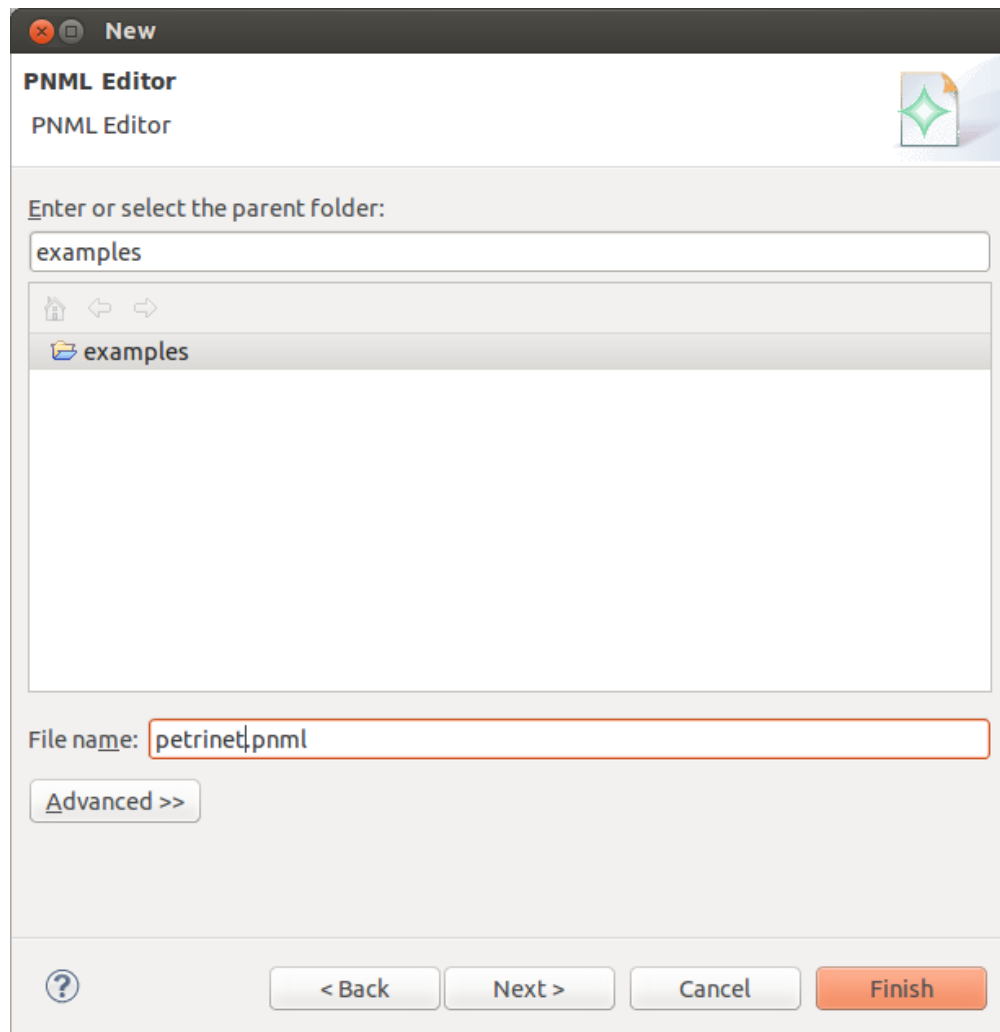 New
PNML Editor
PNML Editor
Enter or select the parent folder:
examples
examples
File name: petrinet.pnml
Advanced >>
? < Back Next > Cancel Finish